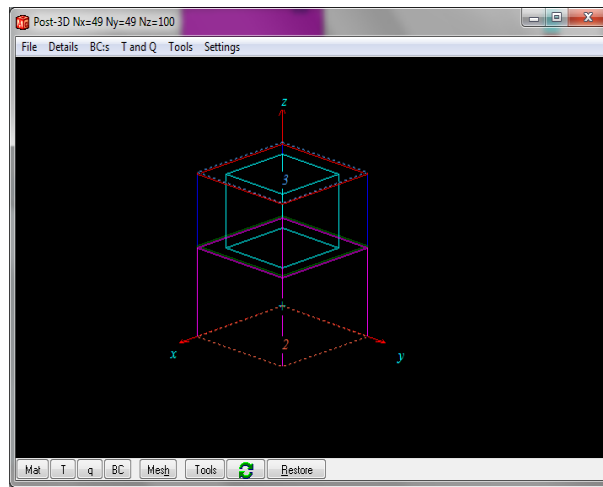 Post-3D Nx=49 Ny=49 Nz=100
File Details BC:s T and Q Tools Settings
z
3
2
x
y
Mat T q BC Mesh Tools Restore